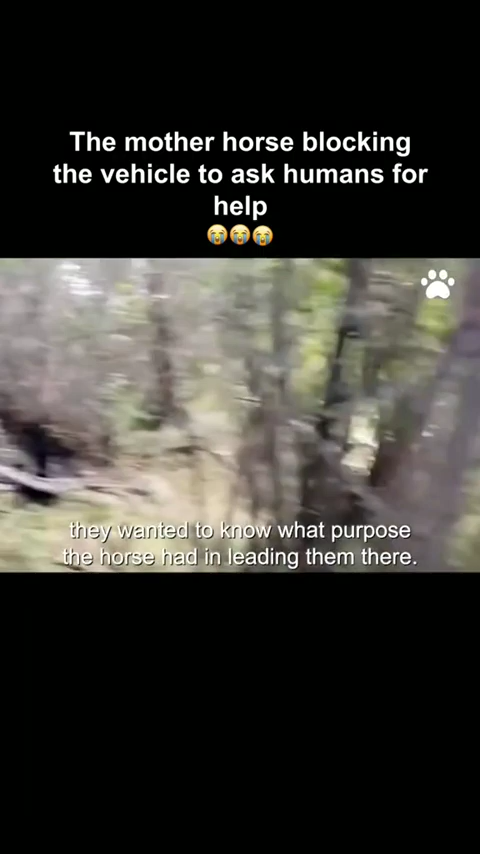 The mother horse blocking
the vehicle to ask humans for
help
😭😭😭
they wanted to know what purpose
the horse had in leading them there.